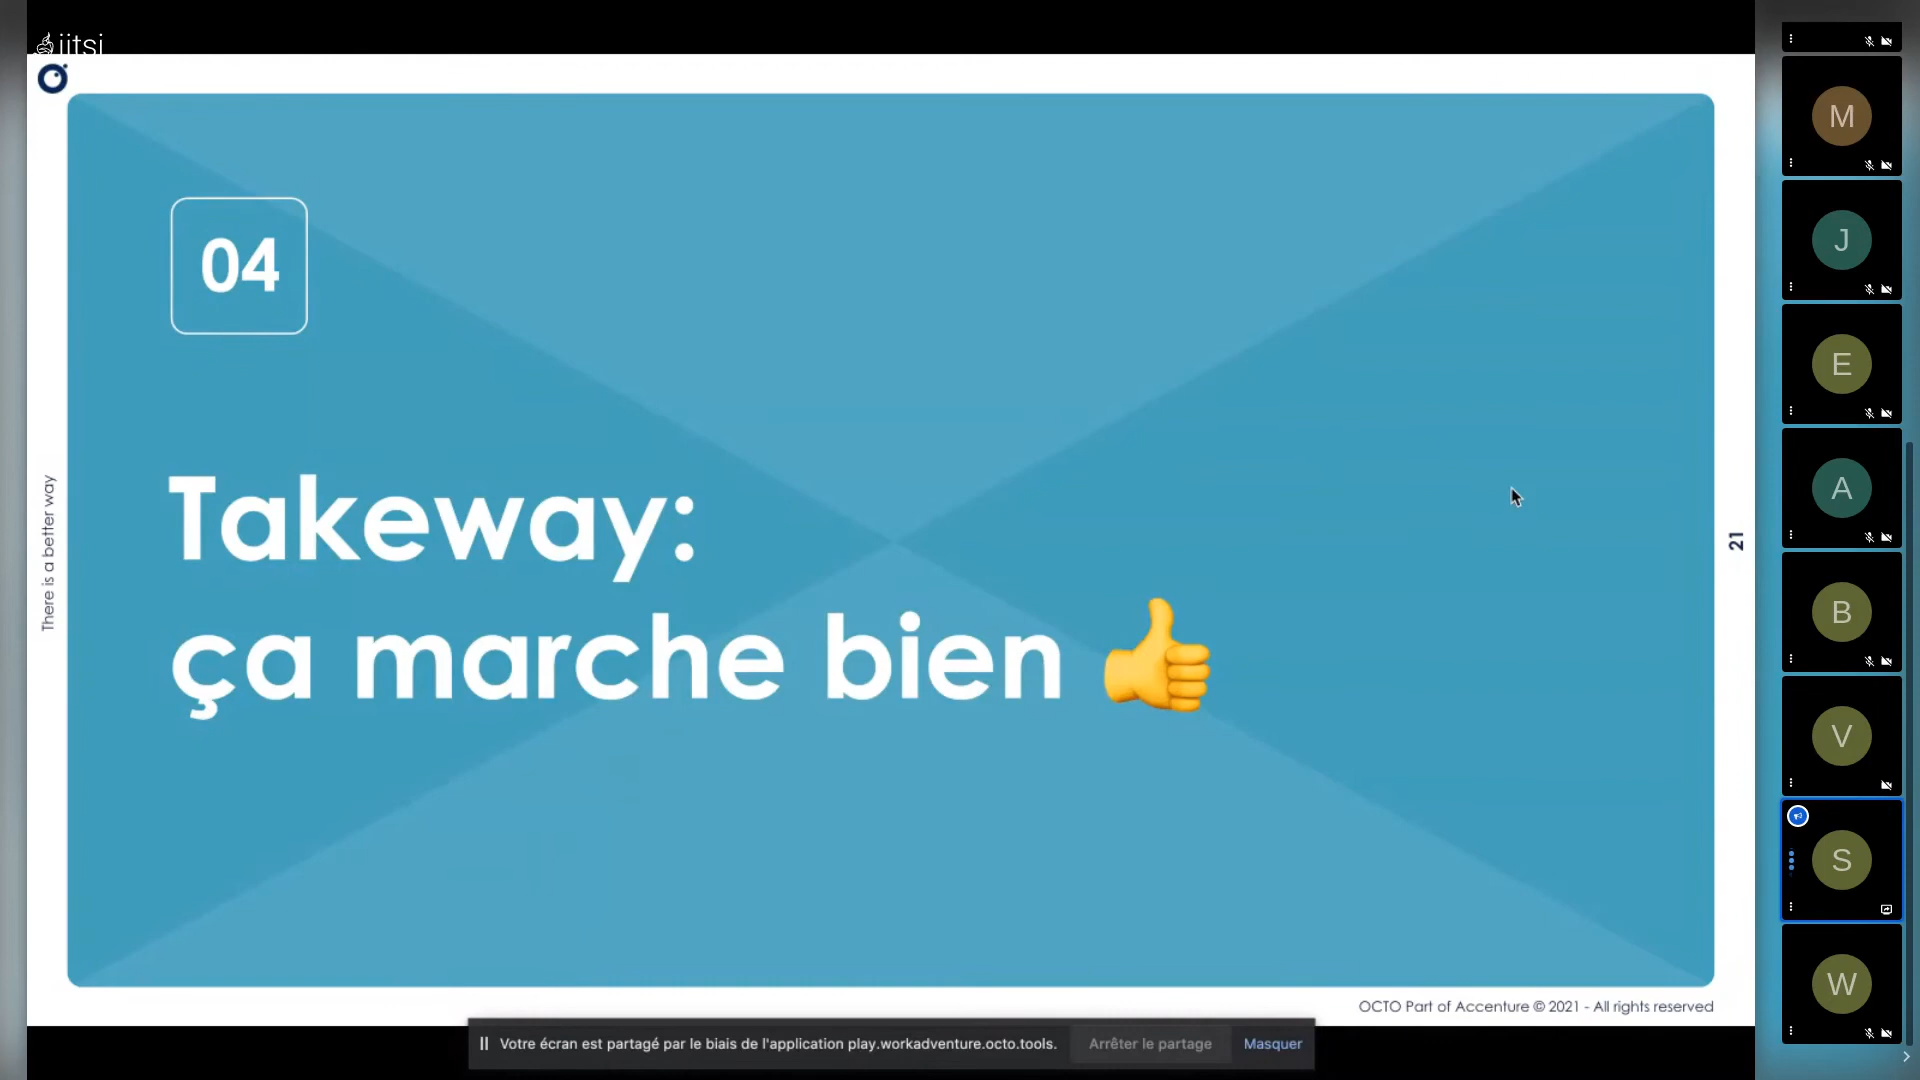 jitsi
04
Takeway:
ça marche bien 👍
There is a better way
21
OCTO Part of Accenture © 2021 - All rights reserved
Votre écran est partagé par le biais de l'application play.workadventure.octo.tools.
Arrêter le partage
Masquer
M
J
E
A
B
V
S
W